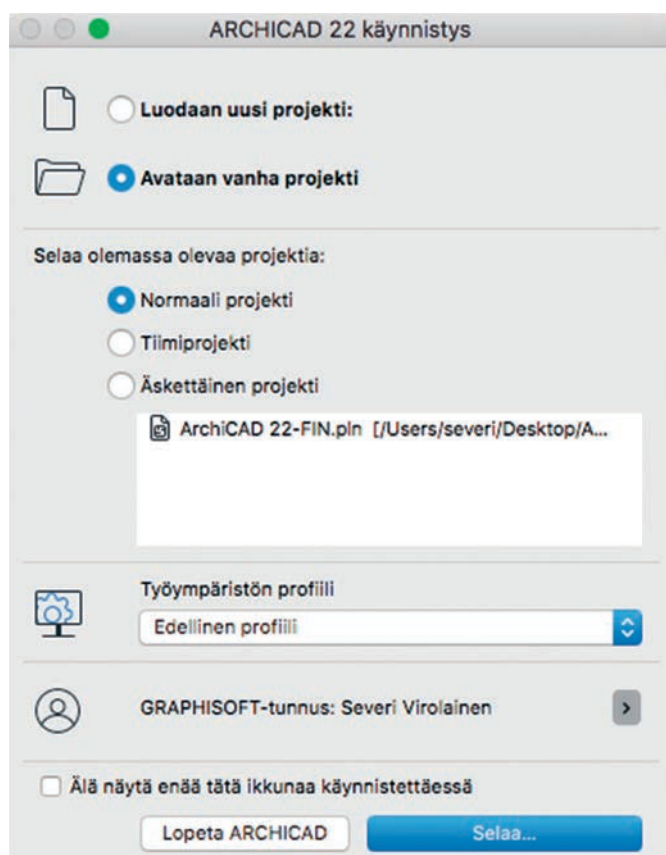 ARCHICAD 22 käynnistys
Luodaan uusi projekti:
Avataan vanha projekti
Selaa olemassa olevaa projektia:
Normaali projekti
Tiimiprojekti
Äskettäinen projekti
ArchiCAD 22-FIN.pln [/Users/severi/Desktop/A...
Työympäristön profiili
Edellinen profiili
GRAPHISOFT-tunnus: Severi Virolainen
Älä näytä enää tätä ikkunaa käynnistettäessä
Lopeta ARCHICAD Selaa...